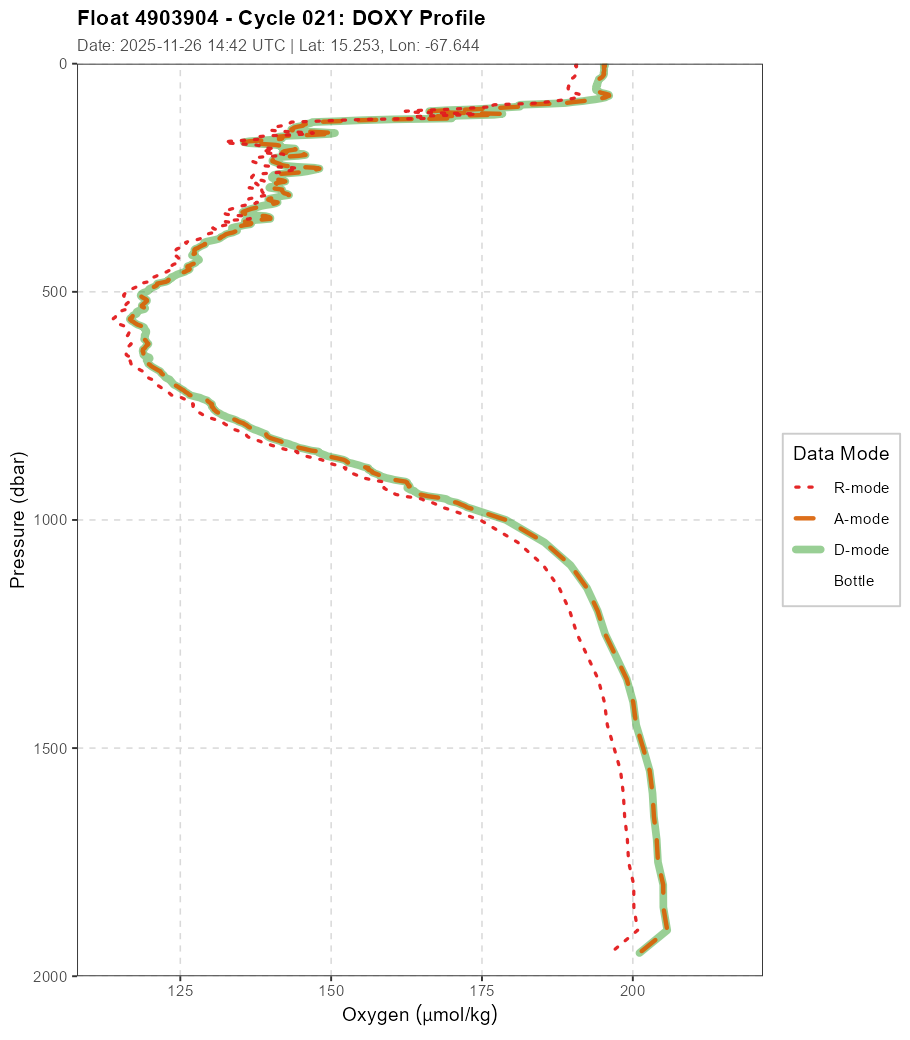 Float 4903904 - Cycle 021: DOXY Profile
Date: 2025-11-26 14:42 UTC | Lat: 15.253, Lon: -67.644
0
500
1000
1500
2000
Pressure (dbar)
125 150 175 200
Oxygen (μmol/kg)
Data Mode
R-mode
A-mode
D-mode
Bottle